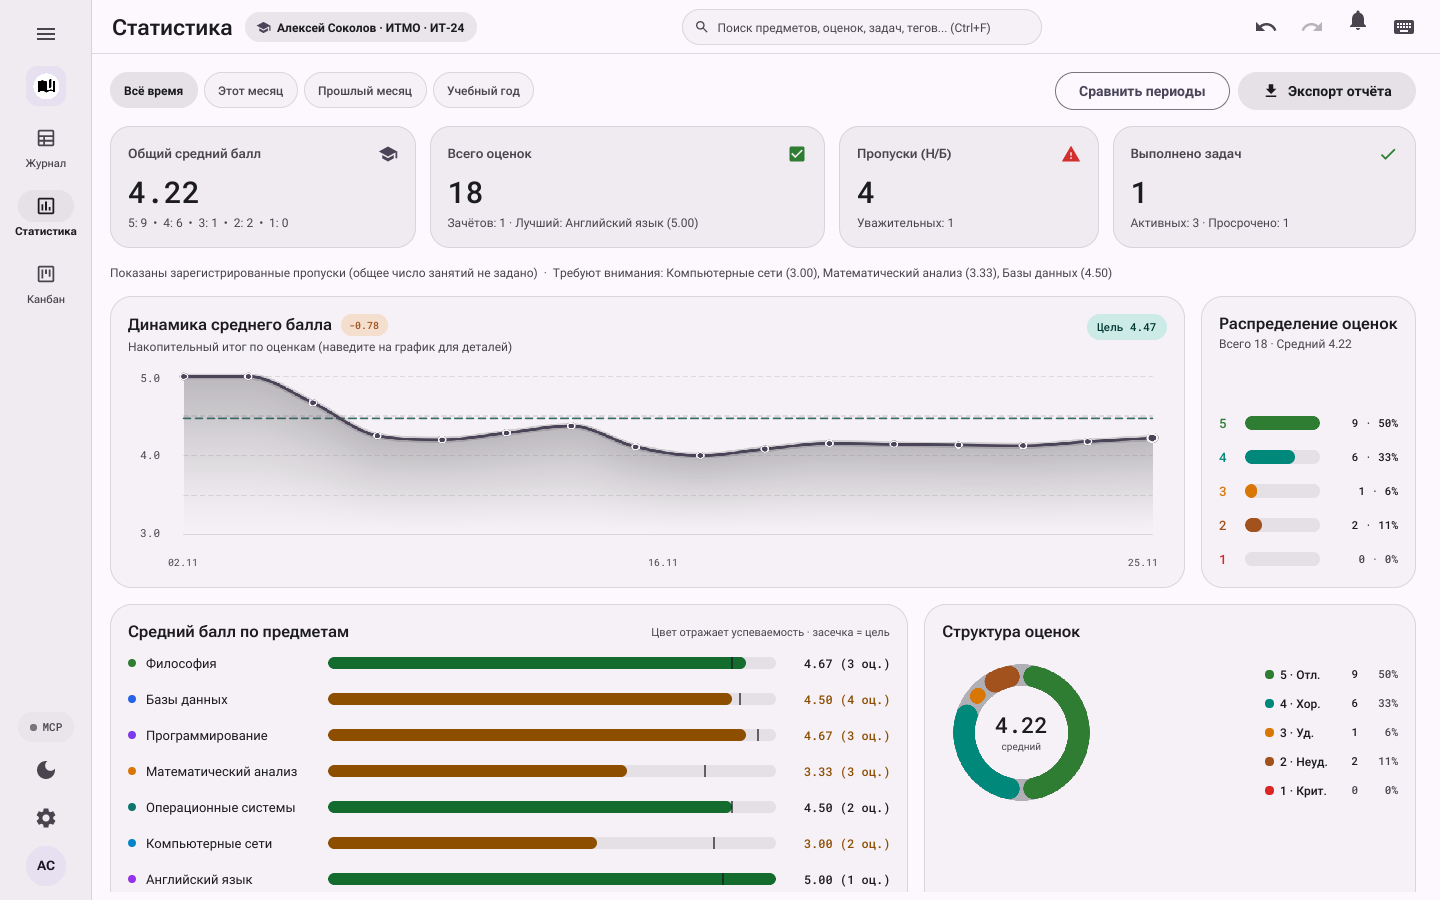 Статистика
Алексей Соколов · ИТМО · ИТ-24
Поиск предметов, оценок, задач, тегов... (Ctrl+F)
Журнал
Статистика
Канбан
MCP
АС
Всё время
Этот месяц
Прошлый месяц
Учебный год
Сравнить периоды
Экспорт отчёта
Общий средний балл
4.22
5: 9 • 4: 6 • 3: 1 • 2: 2 • 1: 0
Всего оценок
18
Зачётов: 1 · Лучший: Английский язык (5.00)
Пропуски (Н/Б)
4
Уважительных: 1
Выполнено задач
1
Активных: 3 · Просрочено: 1
Показаны зарегистрированные пропуски (общее число занятий не задано) · Требуют внимания: Компьютерные сети (3.00), Математический анализ (3.33), Базы данных (4.50)
Динамика среднего балла
-0.78
Цель 4.47
Накопительный итог по оценкам (наведите на график для деталей)
5.0
4.0
3.0
02.11
16.11
25.11
Распределение оценок
Всего 18 · Средний 4.22
5 9 · 50%
4 6 · 33%
3 1 · 6%
2 2 · 11%
1 0 · 0%
Средний балл по предметам
Цвет отражает успеваемость · засечка = цель
Философия 4.67 (3 оц.)
Базы данных 4.50 (4 оц.)
Программирование 4.67 (3 оц.)
Математический анализ 3.33 (3 оц.)
Операционные системы 4.50 (2 оц.)
Компьютерные сети 3.00 (2 оц.)
Английский язык 5.00 (1 оц.)
Структура оценок
4.22
средний
5 · Отл. 9 50%
4 · Хор. 6 33%
3 · Уд. 1 6%
2 · Неуд. 2 11%
1 · Крит. 0 0%